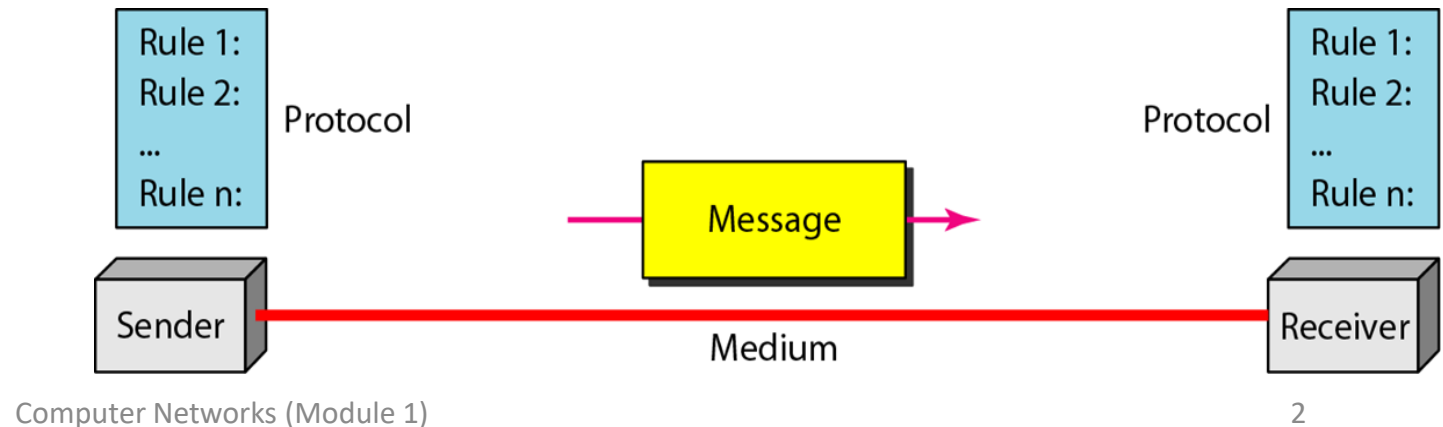 Rule 1:
Rule 2:
...
Rule n:
Protocol
Message
Protocol
Rule 1:
Rule 2:
...
Rule n:
Sender
Medium
Receiver
Computer Networks (Module 1)
2